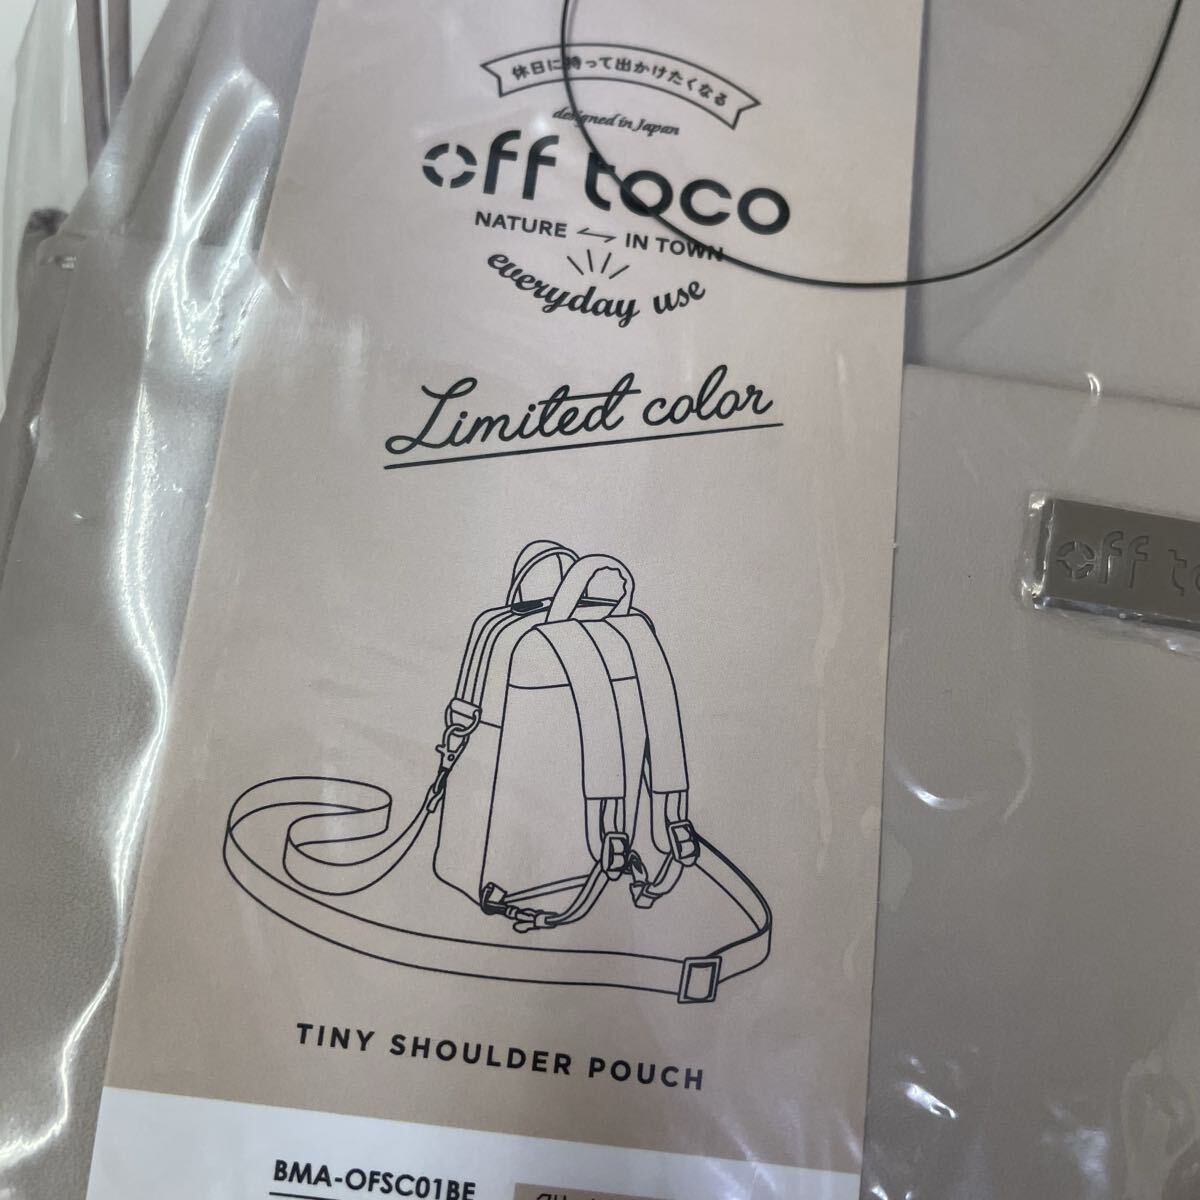 休日に持って出かけたくなる
designed in Japan
off toco
NATURE IN TOWN
everyday use
Limited color
off to
TINY SHOULDER POUCH
BMA-OFSC01BE